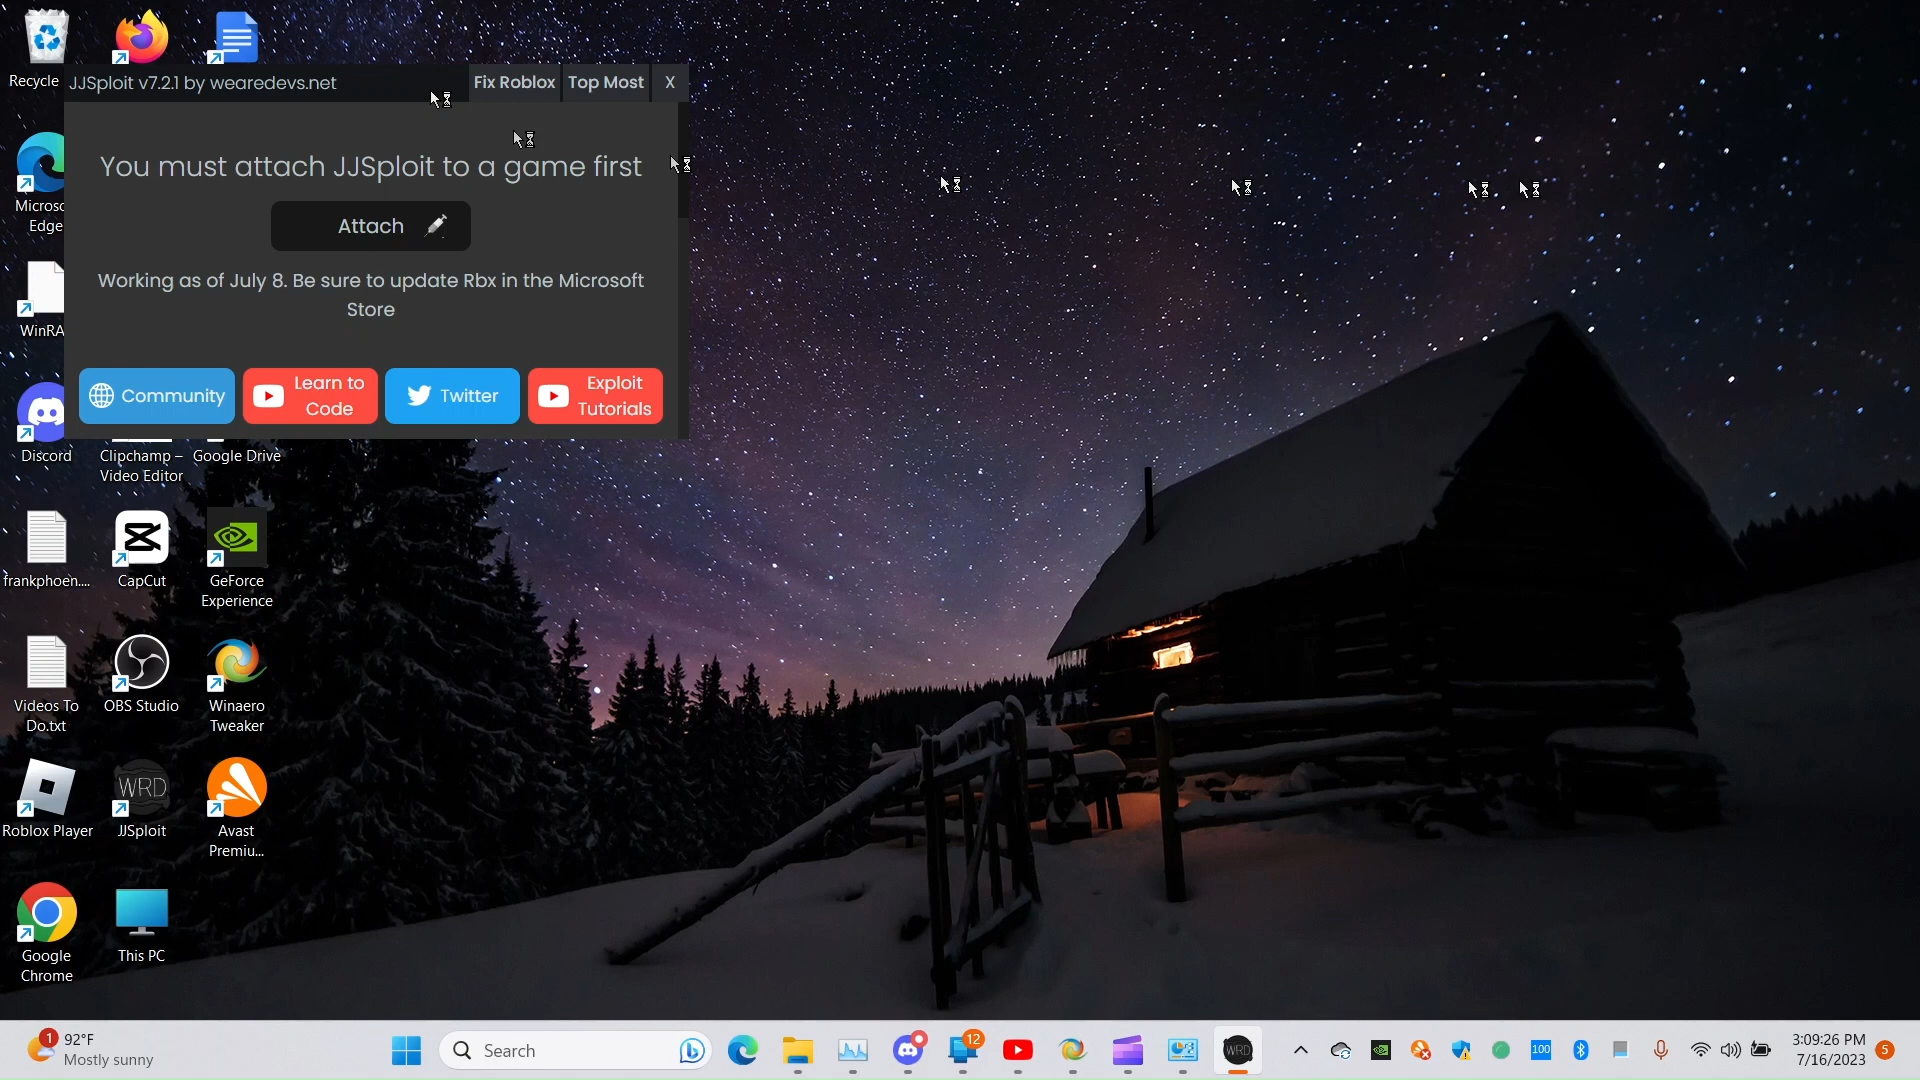 Recycle
JJSploit v7.2.1 by wearedevs.net
Fix Roblox
Top Most
X
You must attach JJSploit to a game first
Attach
Working as of July 8. Be sure to update Rbx in the Microsoft
Store
Community
Learn to
Code
Twitter
Exploit
Tutorials
Microso
Edge
WinRA
Discord
Clipchamp –
Video Editor
Google Drive
frankphoen....
CapCut
GeForce
Experience
Videos To
Do.txt
OBS Studio
Winaero
Tweaker
Roblox Player
WRD
JJSploit
Avast
Premiu...
Google
Chrome
This PC
1
92°F
Mostly sunny
Search
12
WRD
100
3:09:26 PM
7/16/2023
5